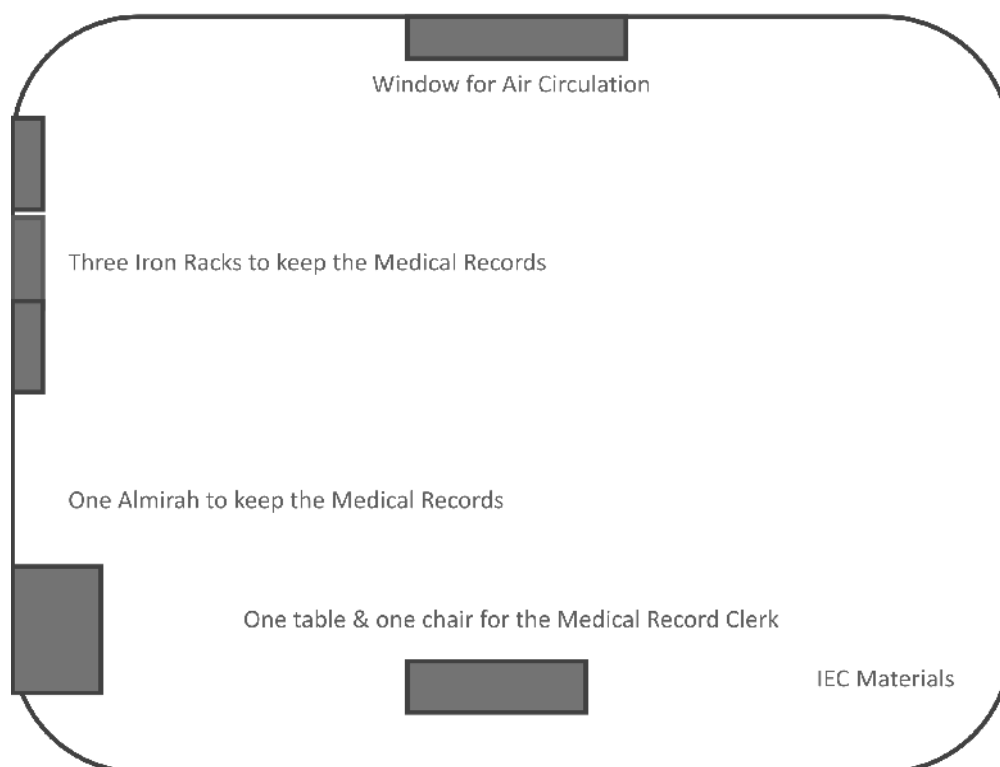 Window for Air Circulation
Three Iron Racks to keep the Medical Records
One Almirah to keep the Medical Records
One table & one chair for the Medical Record Clerk
IEC Materials